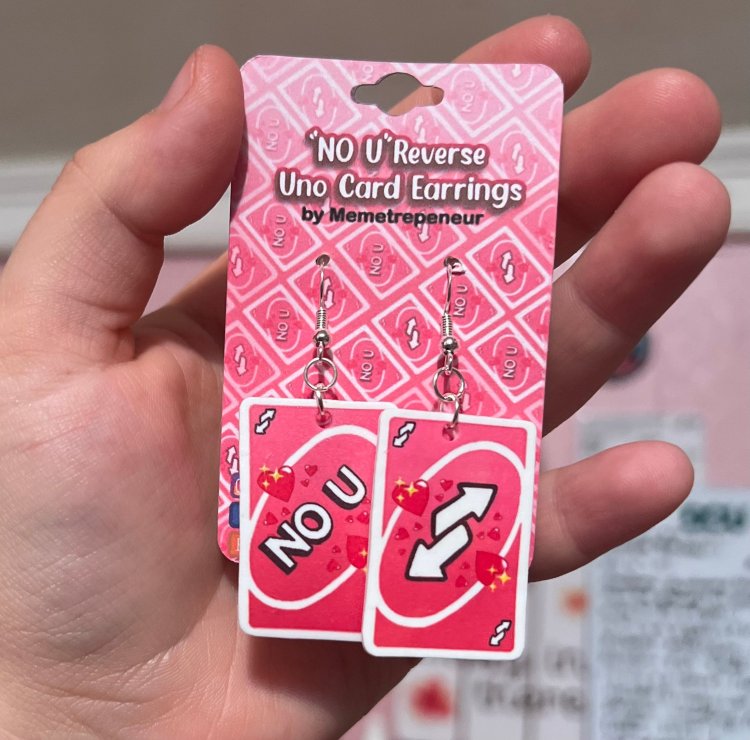 "NO U" Reverse
Uno Card Earrings
by Memetrepeneur
NO U